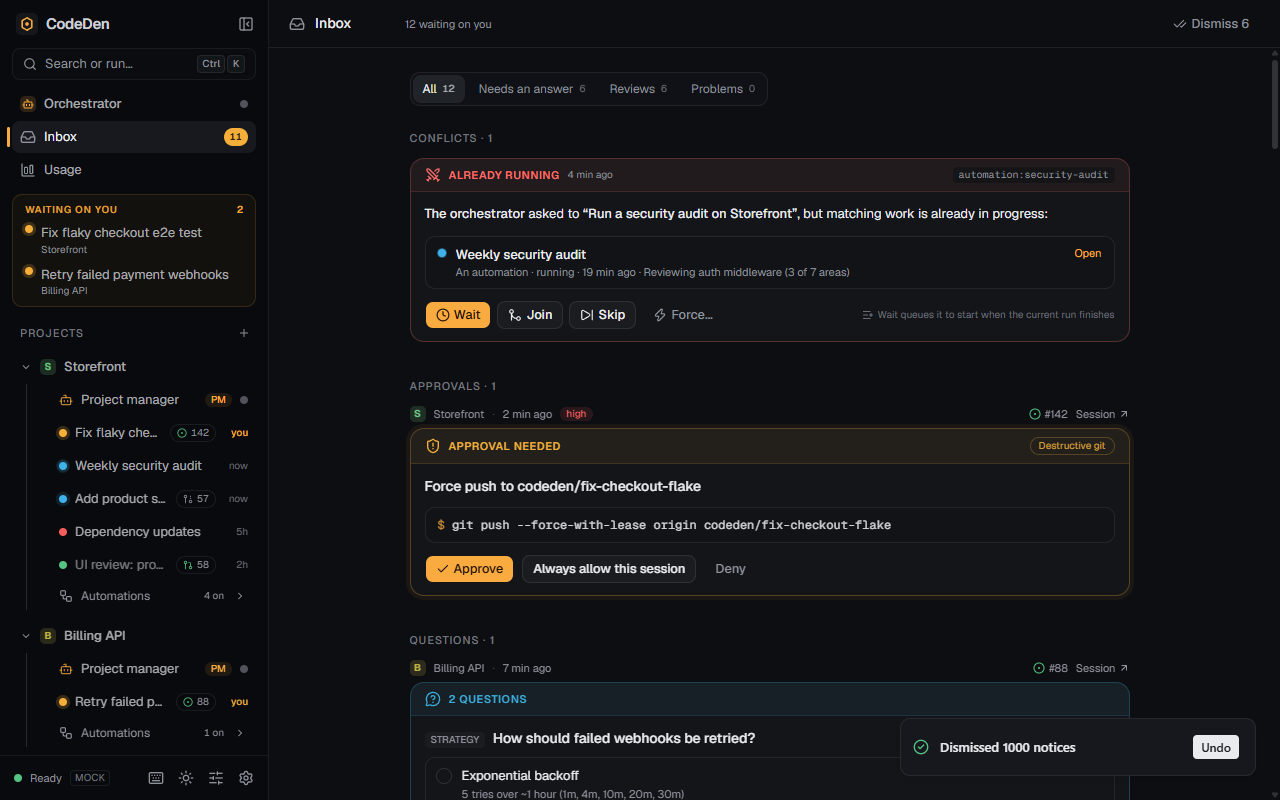 CodeDen
Search or run... Ctrl K
Orchestrator
Inbox 11
Usage
WAITING ON YOU 2
Fix flaky checkout e2e test
Storefront
Retry failed payment webhooks
Billing API
PROJECTS
S Storefront
Project manager PM
Fix flaky che... 142 you
Weekly security audit now
Add product s... 57 now
Dependency updates 5h
UI review: pro... 58 2h
Automations 4 on
B Billing API
Project manager PM
Retry failed p... 88 you
Automations 1 on
Ready MOCK
Inbox 12 waiting on you Dismiss 6
All 12 Needs an answer 6 Reviews 6 Problems 0
CONFLICTS · 1
ALREADY RUNNING 4 min ago automation:security-audit
The orchestrator asked to “Run a security audit on Storefront”, but matching work is already in progress:
Weekly security audit Open
An automation · running · 19 min ago · Reviewing auth middleware (3 of 7 areas)
Wait Join Skip Force... Wait queues it to start when the current run finishes
APPROVALS · 1
S Storefront · 2 min ago high #142 Session
APPROVAL NEEDED Destructive git
Force push to codeden/fix-checkout-flake
$ git push --force-with-lease origin codeden/fix-checkout-flake
Approve Always allow this session Deny
QUESTIONS · 1
B Billing API · 7 min ago #88 Session
2 QUESTIONS
STRATEGY How should failed webhooks be retried?
Exponential backoff
5 tries over ~1 hour (1m, 4m, 10m, 20m, 30m)
Dismissed 1000 notices Undo